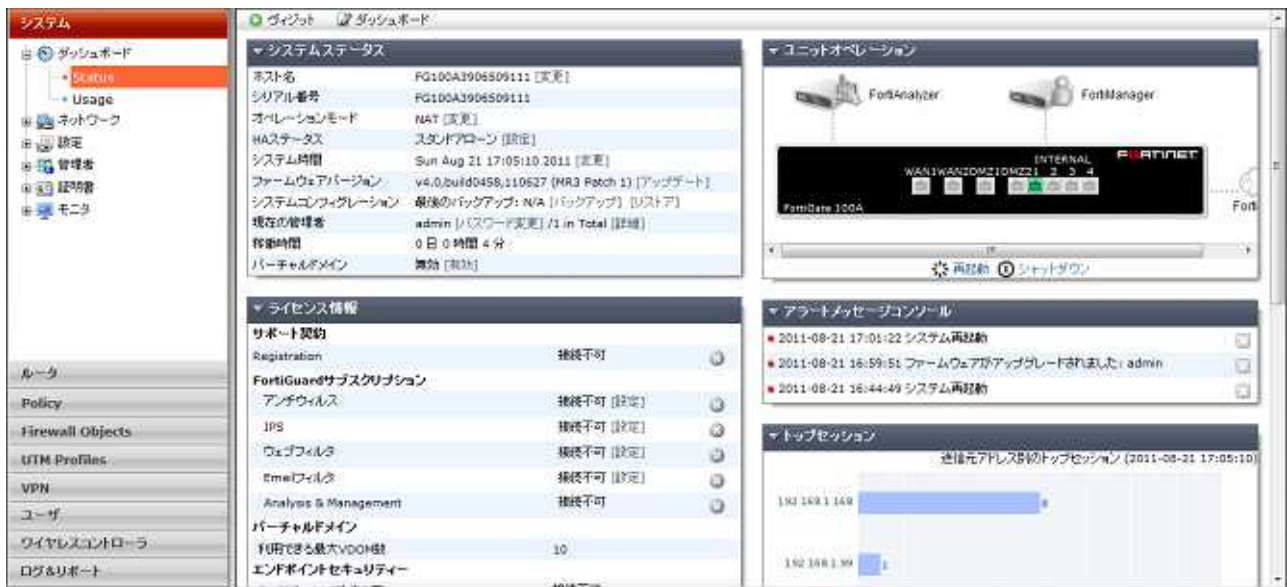 システム
ダッシュボード
Status
Usage
ネットワーク
設定
管理者
証明書
モニタ
ルータ
Policy
Firewall Objects
UTM Profiles
VPN
ユーザ
ワイヤレスコントローラ
ログ&リポート
ヴィジット ダッシュボード
システムステータス
ホスト名 FG100A3906509111 [変更]
シリアル番号 FG100A3906509111
オペレーションモード NAT [変更]
HAステータス スタンドアローン [設定]
システム時間 Sun Aug 21 17:05:10 2011 [変更]
ファームウェアバージョン v4.0,build0458,110627 (MR3 Patch 1) [アップデート]
システムコンフィグレーション 最後のバックアップ: N/A [バックアップ] [リストア]
現在の管理者 admin [パスワード変更] /1 in Total [詳細]
稼動時間 0 日 0 時間 4 分
バーチャルドメイン 無効 [有効]
ライセンス情報
サポート契約
Registration 接続不可
FortiGuardサブスクリプション
アンチウィルス 接続不可 [設定]
IPS 接続不可 [設定]
ウェブフィルタ 接続不可 [設定]
Emailフィルタ 接続不可 [設定]
Analysis & Management 接続不可
バーチャルドメイン
利用できる最大VDOM数 10
エンドポイントセキュリティー
ユニットオペレーション
FortiAnalyzer FortiManager
FORTINET
INTERNAL
WAN1 WAN2 DMZ1 DMZ2 1 2 3 4
FortiGate 100A
Forti
再起動 シャットダウン
アラートメッセージコンソール
2011-08-21 17:01:22 システム再起動
2011-08-21 16:59:51 ファームウェアがアップグレードされました: admin
2011-08-21 16:44:49 システム再起動
トップセッション
送信元アドレス別のトップセッション (2011-08-21 17:05:10)
192.168.1.168
192.168.1.99 1